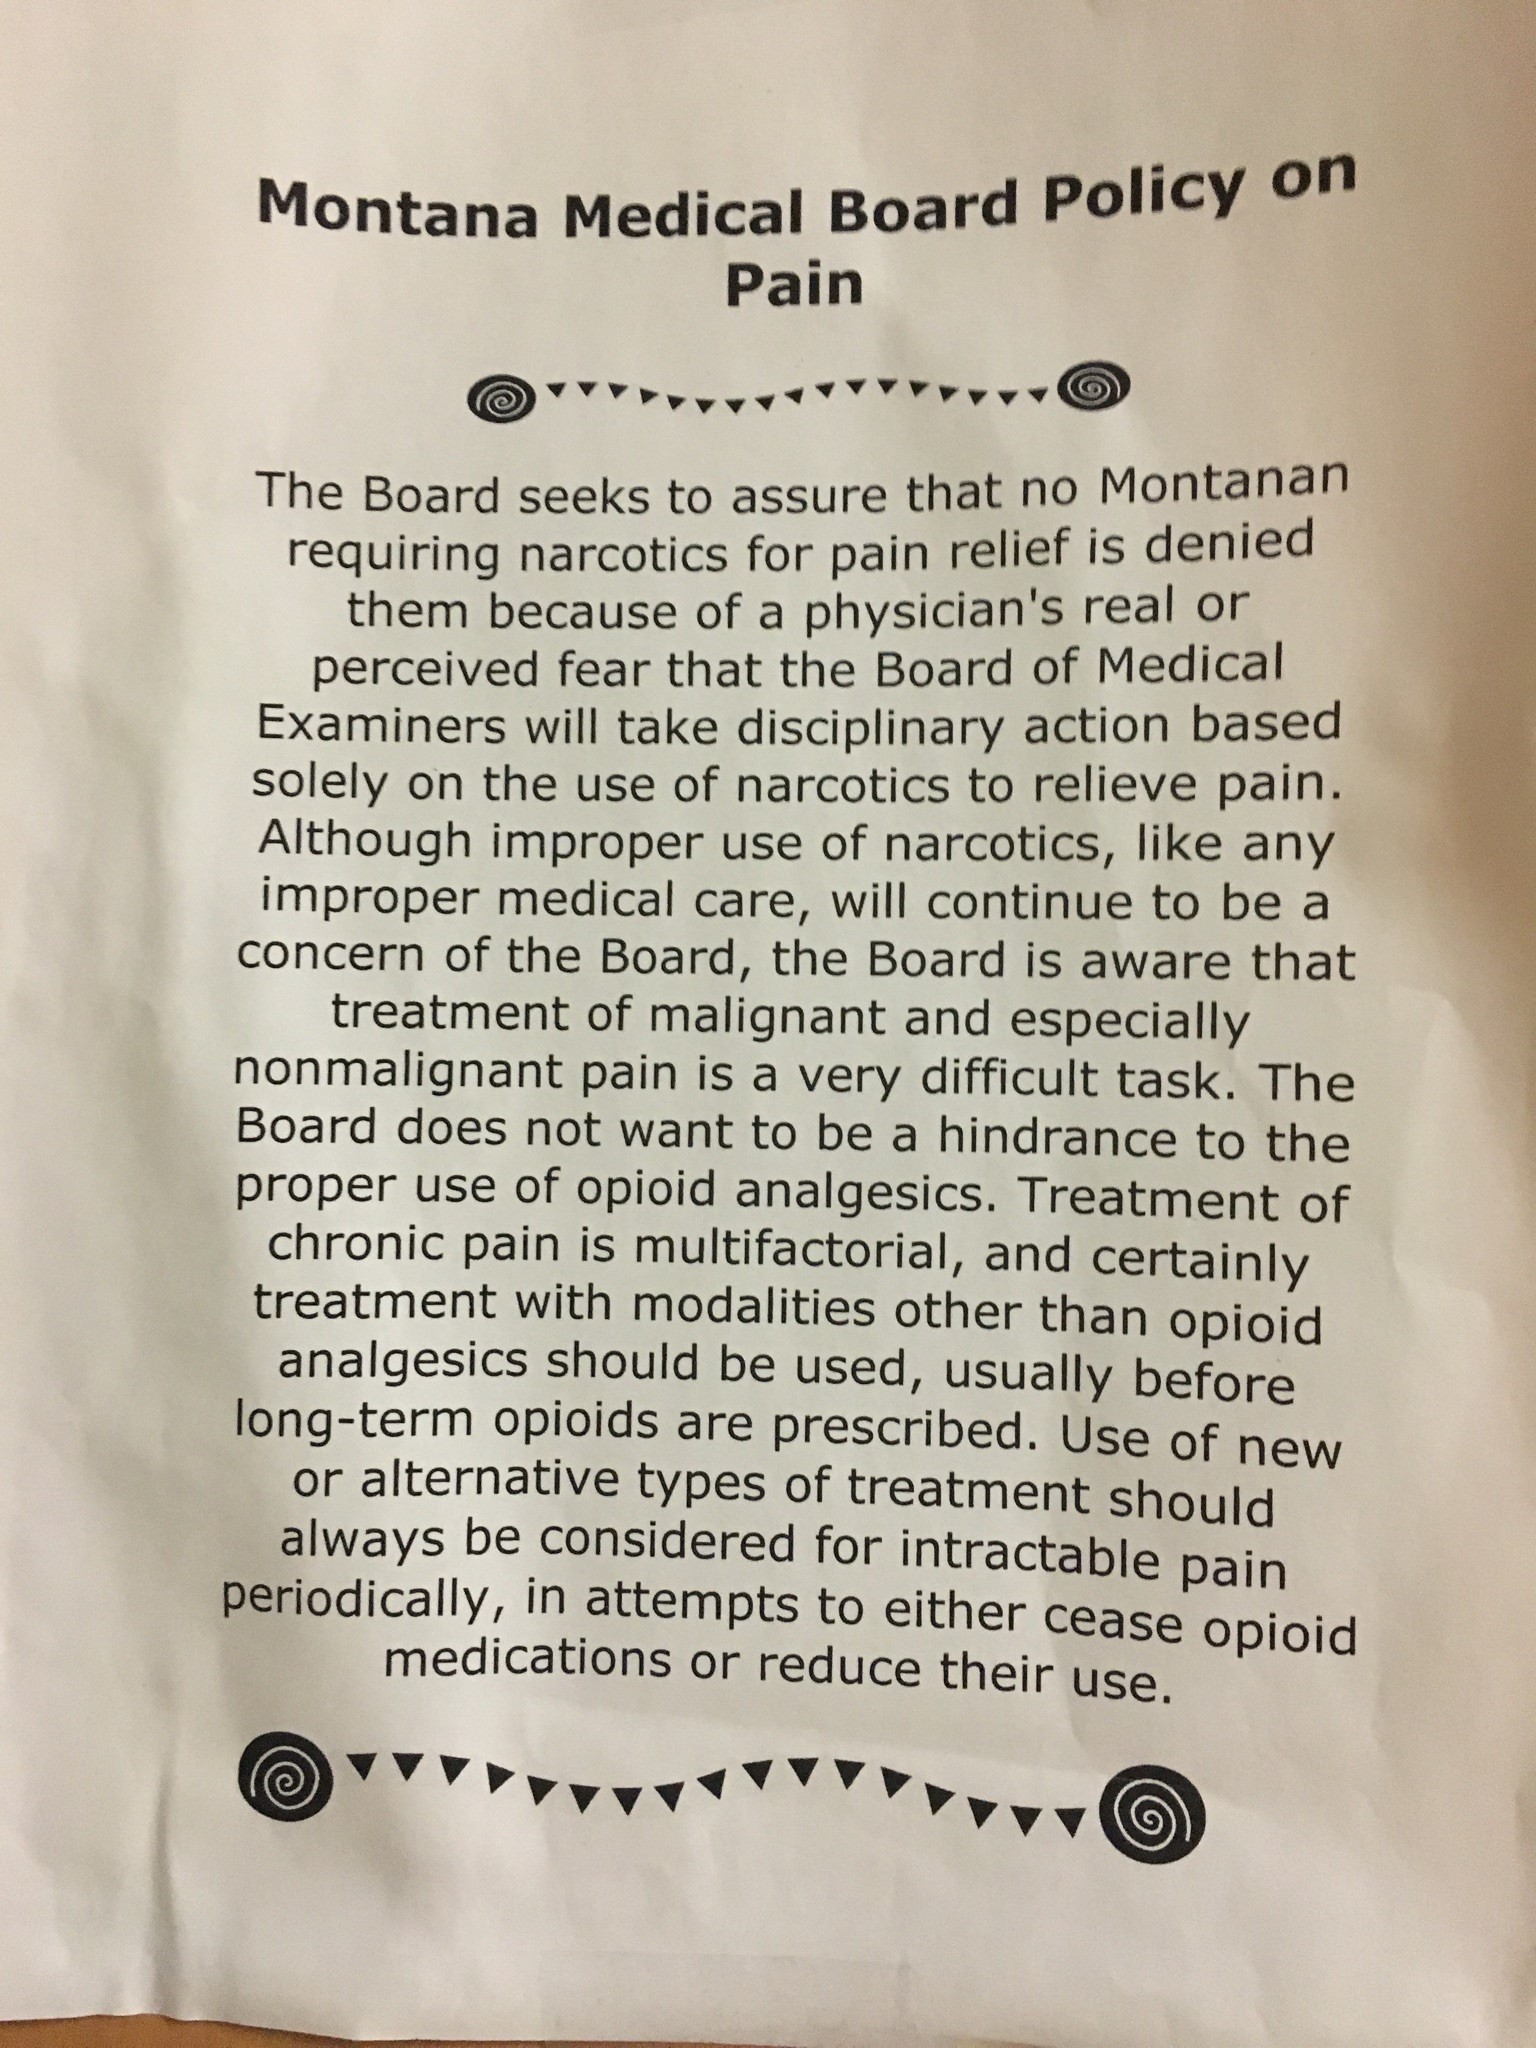 Montana Medical Board Policy on
Pain
The Board seeks to assure that no Montanan
requiring narcotics for pain relief is denied
them because of a physician's real or
perceived fear that the Board of Medical
Examiners will take disciplinary action based
solely on the use of narcotics to relieve pain.
Although improper use of narcotics, like any
improper medical care, will continue to be a
concern of the Board, the Board is aware that
treatment of malignant and especially
nonmalignant pain is a very difficult task. The
Board does not want to be a hindrance to the
proper use of opioid analgesics. Treatment of
chronic pain is multifactorial, and certainly
treatment with modalities other than opioid
analgesics should be used, usually before
long-term opioids are prescribed. Use of new
or alternative types of treatment should
always be considered for intractable pain
periodically, in attempts to either cease opioid
medications or reduce their use.